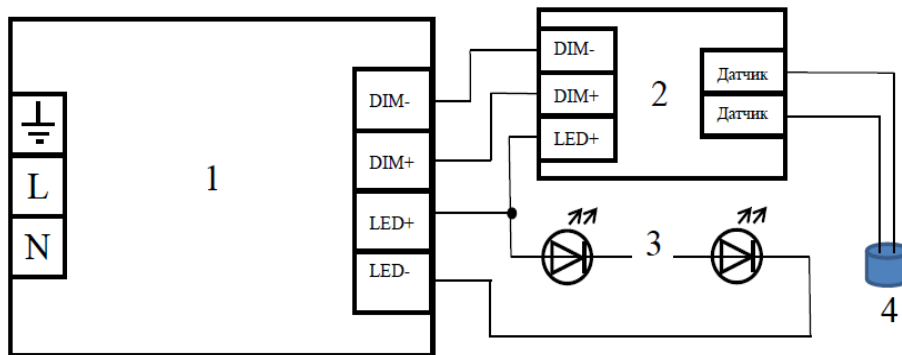 L
N
1
DIM-
DIM+
LED+
LED-
DIM-
DIM+
LED+
2
Датчик
Датчик
3
4